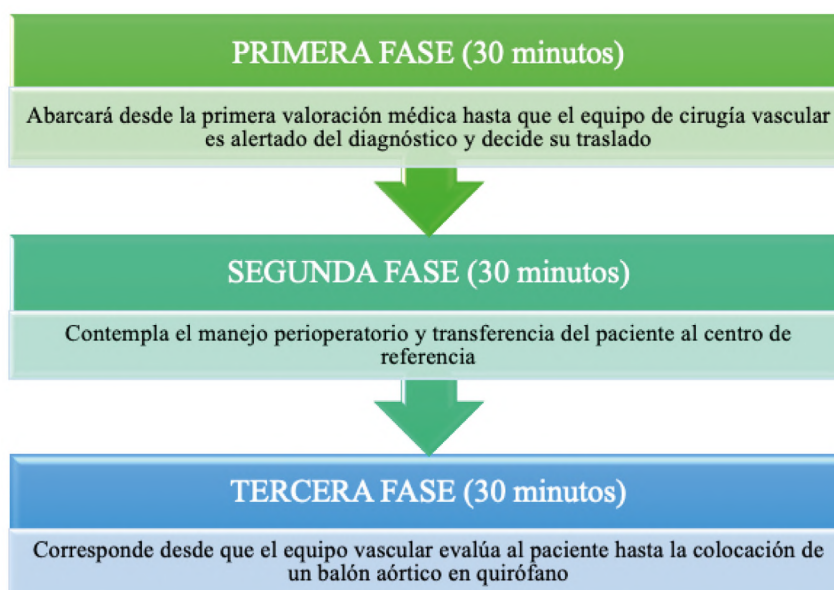 PRIMERA FASE (30 minutos)
Abarcará desde la primera valoración médica hasta que el equipo de cirugía vascular
es alertado del diagnóstico y decide su traslado
SEGUNDA FASE (30 minutos)
Contempla el manejo perioperatorio y transferencia del paciente al centro de
referencia
TERCERA FASE (30 minutos)
Corresponde desde que el equipo vascular evalúa al paciente hasta la colocación de
un balón aórtico en quirófano